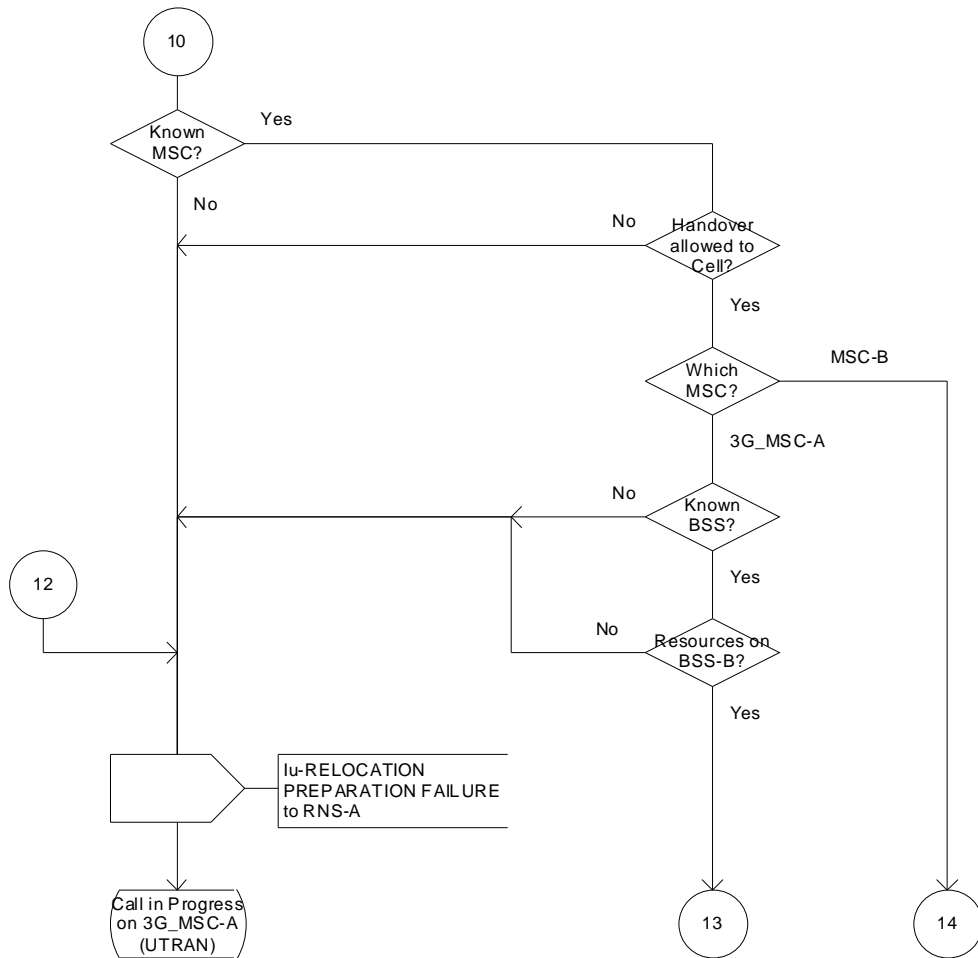 10
Known
MSC?
Yes
No
No
Handover
allowed to
Cell?
Yes
Which
MSC?
MSC-B
3G_MSC-A
No
Known
BSS?
12
Yes
No
Resources on
BSS-B?
Yes
Iu-RELOCATION
PREPARATION FAILURE
to RNS-A
Call in Progress
on 3G_MSC-A
(UTRAN)
13
14